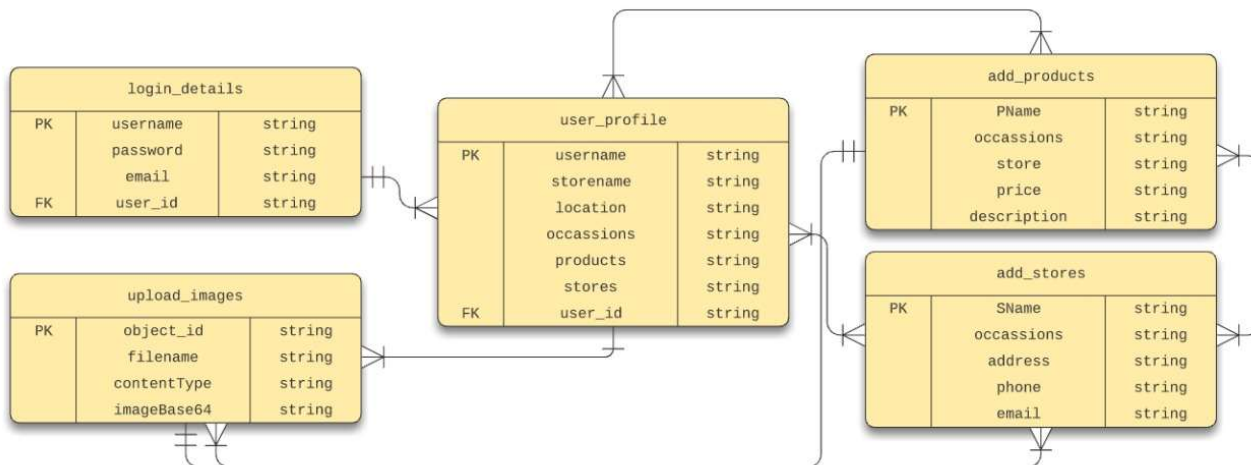 login_details
PK username string
password string
email string
FK user_id string
upload_images
PK object_id string
filename string
contentType string
imageBase64 string
user_profile
PK username string
storename string
location string
occassions string
products string
stores string
FK user_id string
add_products
PK PName string
occassions string
store string
price string
description string
add_stores
PK SName string
occassions string
address string
phone string
email string